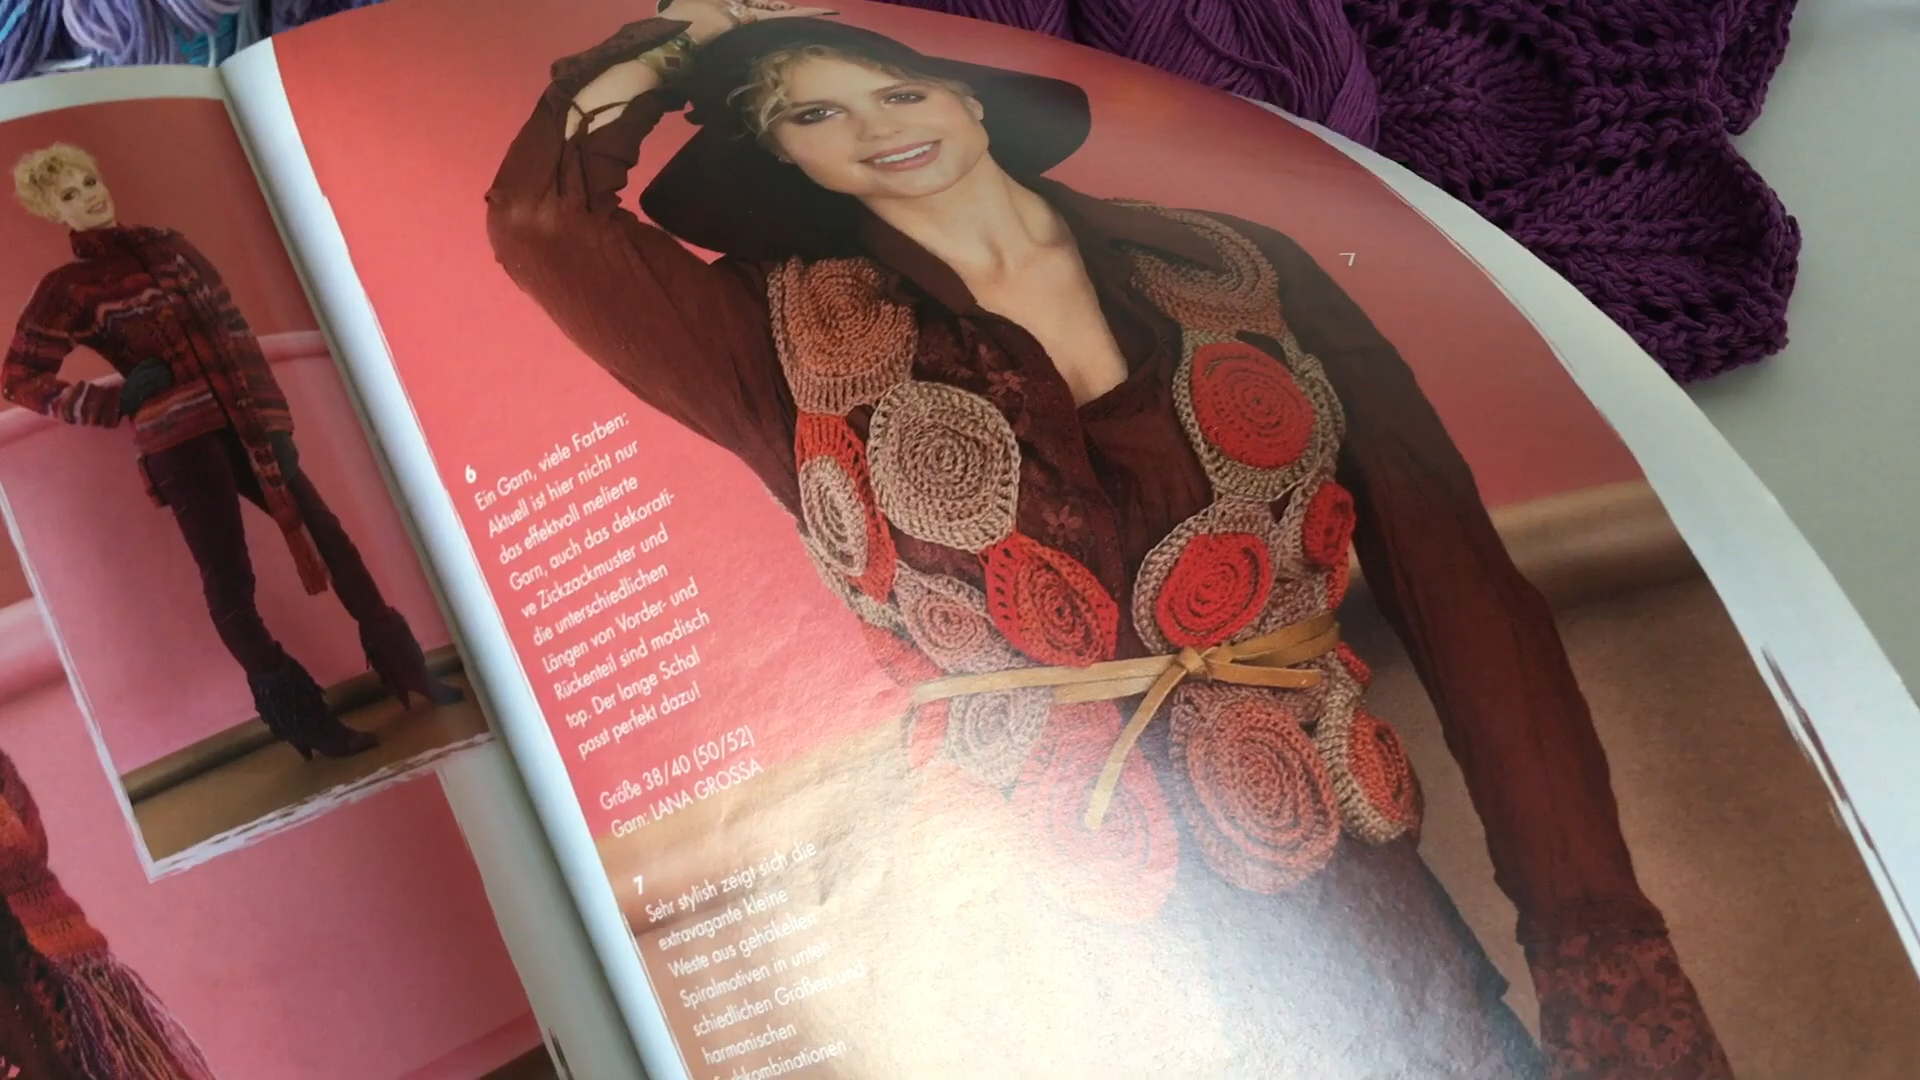 6
Ein Garn, viele Farben:
Aktuell ist hier nicht nur
das effektvoll melierte
Garn, auch das dekorati-
ve Zickzackmuster und
die unterschiedlichen
Längen von Vorder- und
Rückenteil sind modisch
top. Der lange Schal
passt perfekt dazu!
Größe 38/40 (50/52)
Garn: LANA GROSSA
7
Sehr stylish zeigt sich die
extravagante kleine
Weste aus gehäkelten
Spiralmotiven in unter-
schiedlichen Größen und
harmonischen
7